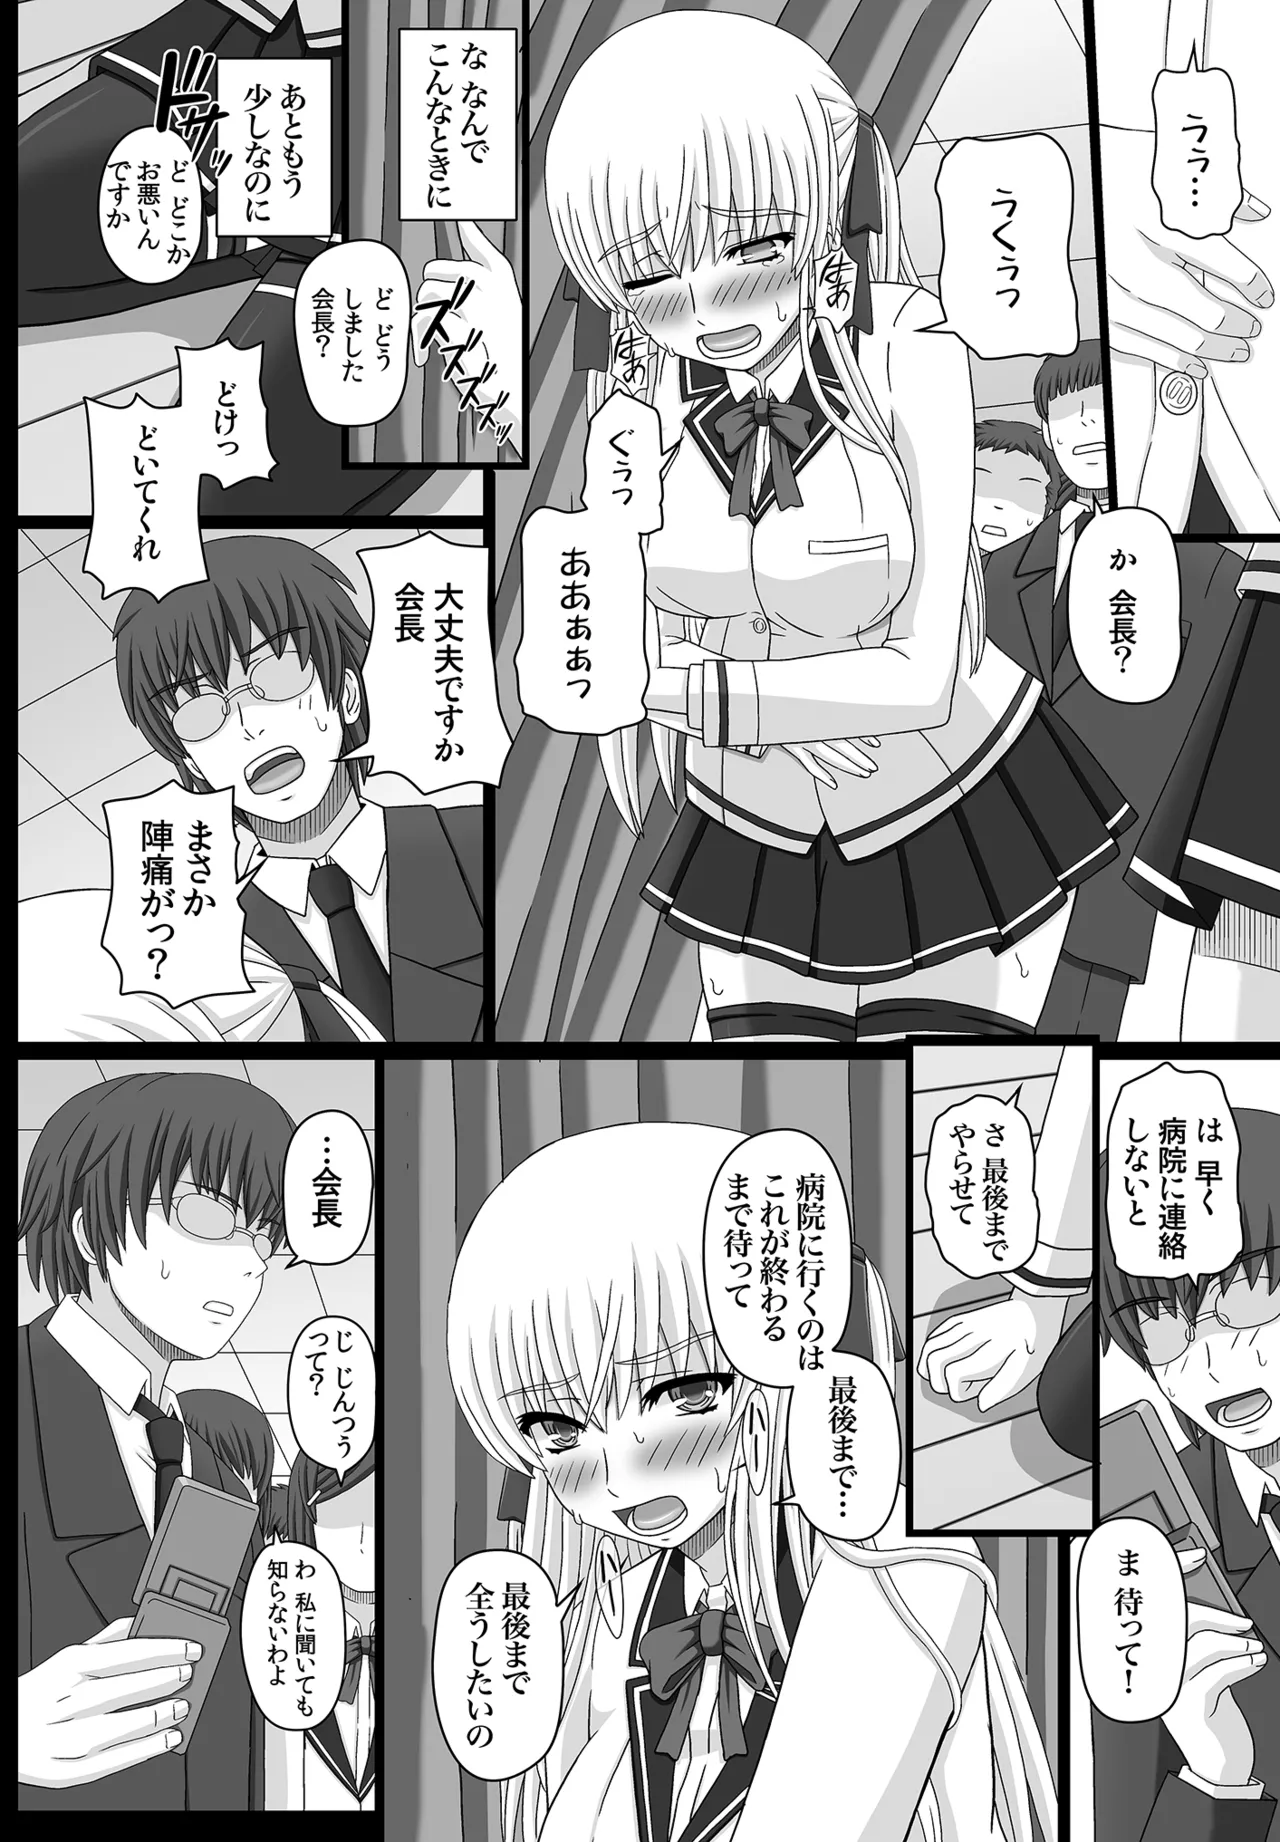 うう…
うくぅっ
はぁ
はぁ
ぐぅっ
あああぁぁっ
か 会長?
な なんで
こんなときに
ズズズズッ
あともう
少しなのに
ドサッ
ど どう
しました
会長?
ど どこか
お悪いん
ですか
どけっ
どいてくれ
大丈夫ですか
会長
まさか
陣痛がっ?
は 早く
病院に連絡
しないと
ま 待って!
さ 最後まで
やらせて
病院に行くのは
これが終わる
まで待って
最後まで…
最後まで
全うしたいの
…会長
じ じんつう
って?
わ 私に聞いても
知らないわよ